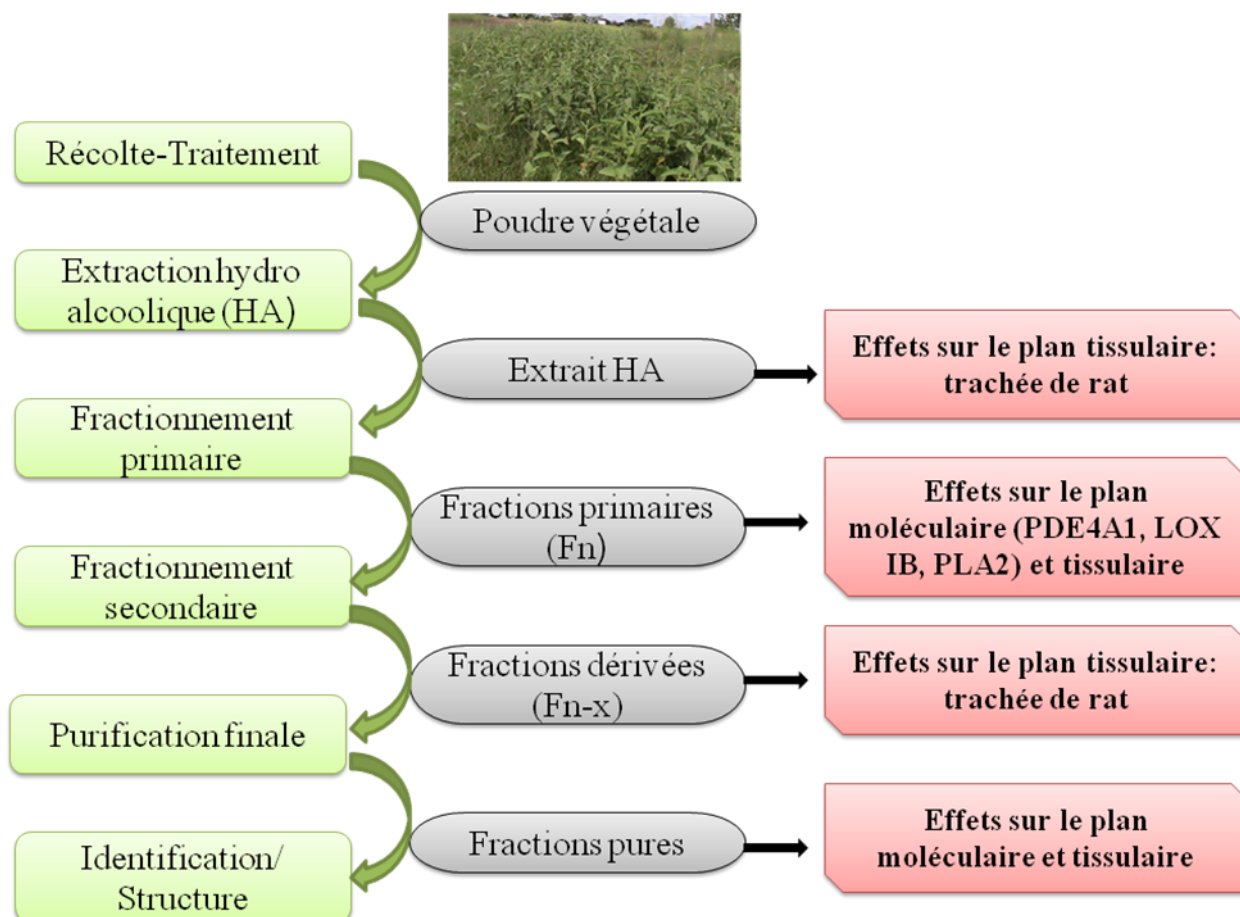 Récolte-Traitement
Poudre végétale
Extraction hydro
alcoolique (HA)
Extrait HA
Effets sur le plan tissulaire:
trachée de rat
Fractionnement
primaire
Fractions primaires
(Fn)
Effets sur le plan
moléculaire (PDE4A1, LOX
IB, PLA2) et tissulaire
Fractionnement
secondaire
Fractions dérivées
(Fn-x)
Effets sur le plan tissulaire:
trachée de rat
Purification finale
Fractions pures
Effets sur le plan
moléculaire et tissulaire
Identification/
Structure